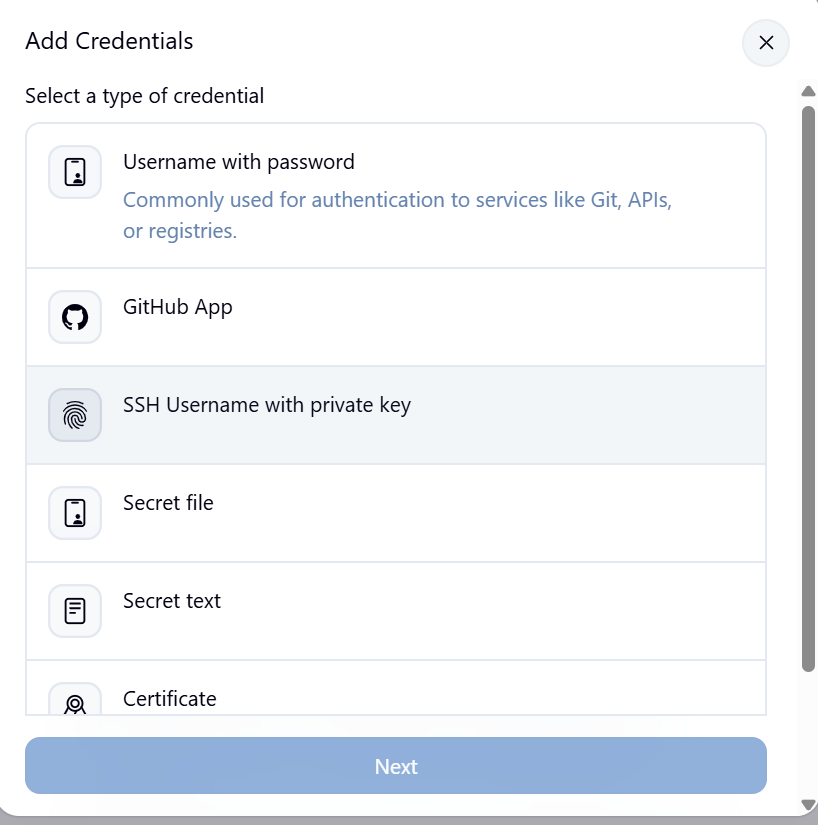 Add Credentials
Select a type of credential
Username with password
Commonly used for authentication to services like Git, APIs,
or registries.
GitHub App
SSH Username with private key
Secret file
Secret text
Certificate
Next